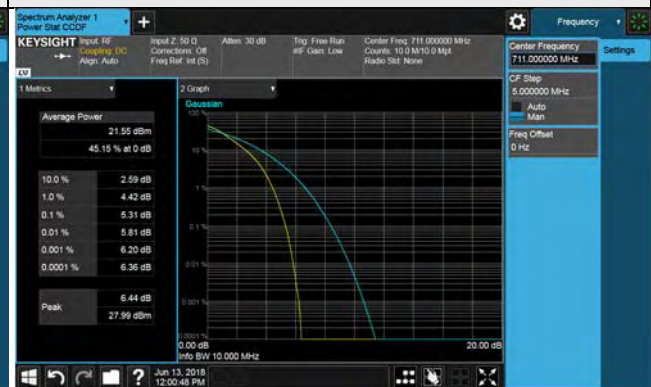 Spectrum Analyzer 1
Power Stat CCDF
Frequency
KEYSIGHT
Input: RF
Coupling: DC
Align: Auto
Input Z: 50 Ω
Corrections: Off
Freq Ref: Int (S)
Atten: 30 dB
Trig: Free Run
#IF Gain: Low
Center Freq: 711.000000 MHz
Counts: 10.0 M/10.0 Mpt
Radio Std: None
Center Frequency
711.000000 MHz
Settings
CF Step
5.000000 MHz
Auto
Man
Freq Offset
0 Hz
1 Metrics
2 Graph
Gaussian
Average Power
21.55 dBm
45.15 % at 0 dB
10.0 % 2.59 dB
1.0 % 4.42 dB
0.1 % 5.31 dB
0.01 % 5.81 dB
0.001 % 6.20 dB
0.0001 % 6.36 dB
Peak
6.44 dB
27.99 dBm
100 %
10 %
1 %
0.1 %
0.01 %
0.001 %
0.0001 %
0.00 dB
20.00 dB
Info BW 10.000 MHz
Jun 13, 2018
12:00:48 PM